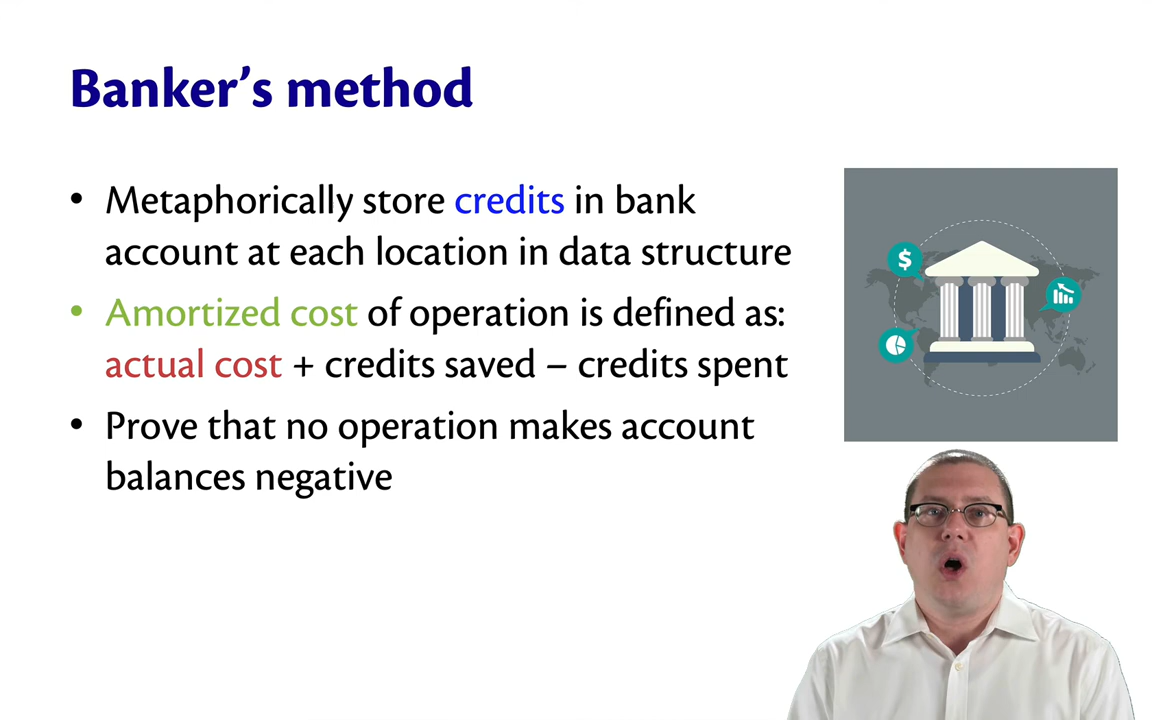 Banker's method
• Metaphorically store credits in bank
account at each location in data structure
• Amortized cost of operation is defined as:
actual cost + credits saved – credits spent
• Prove that no operation makes account
balances negative
$